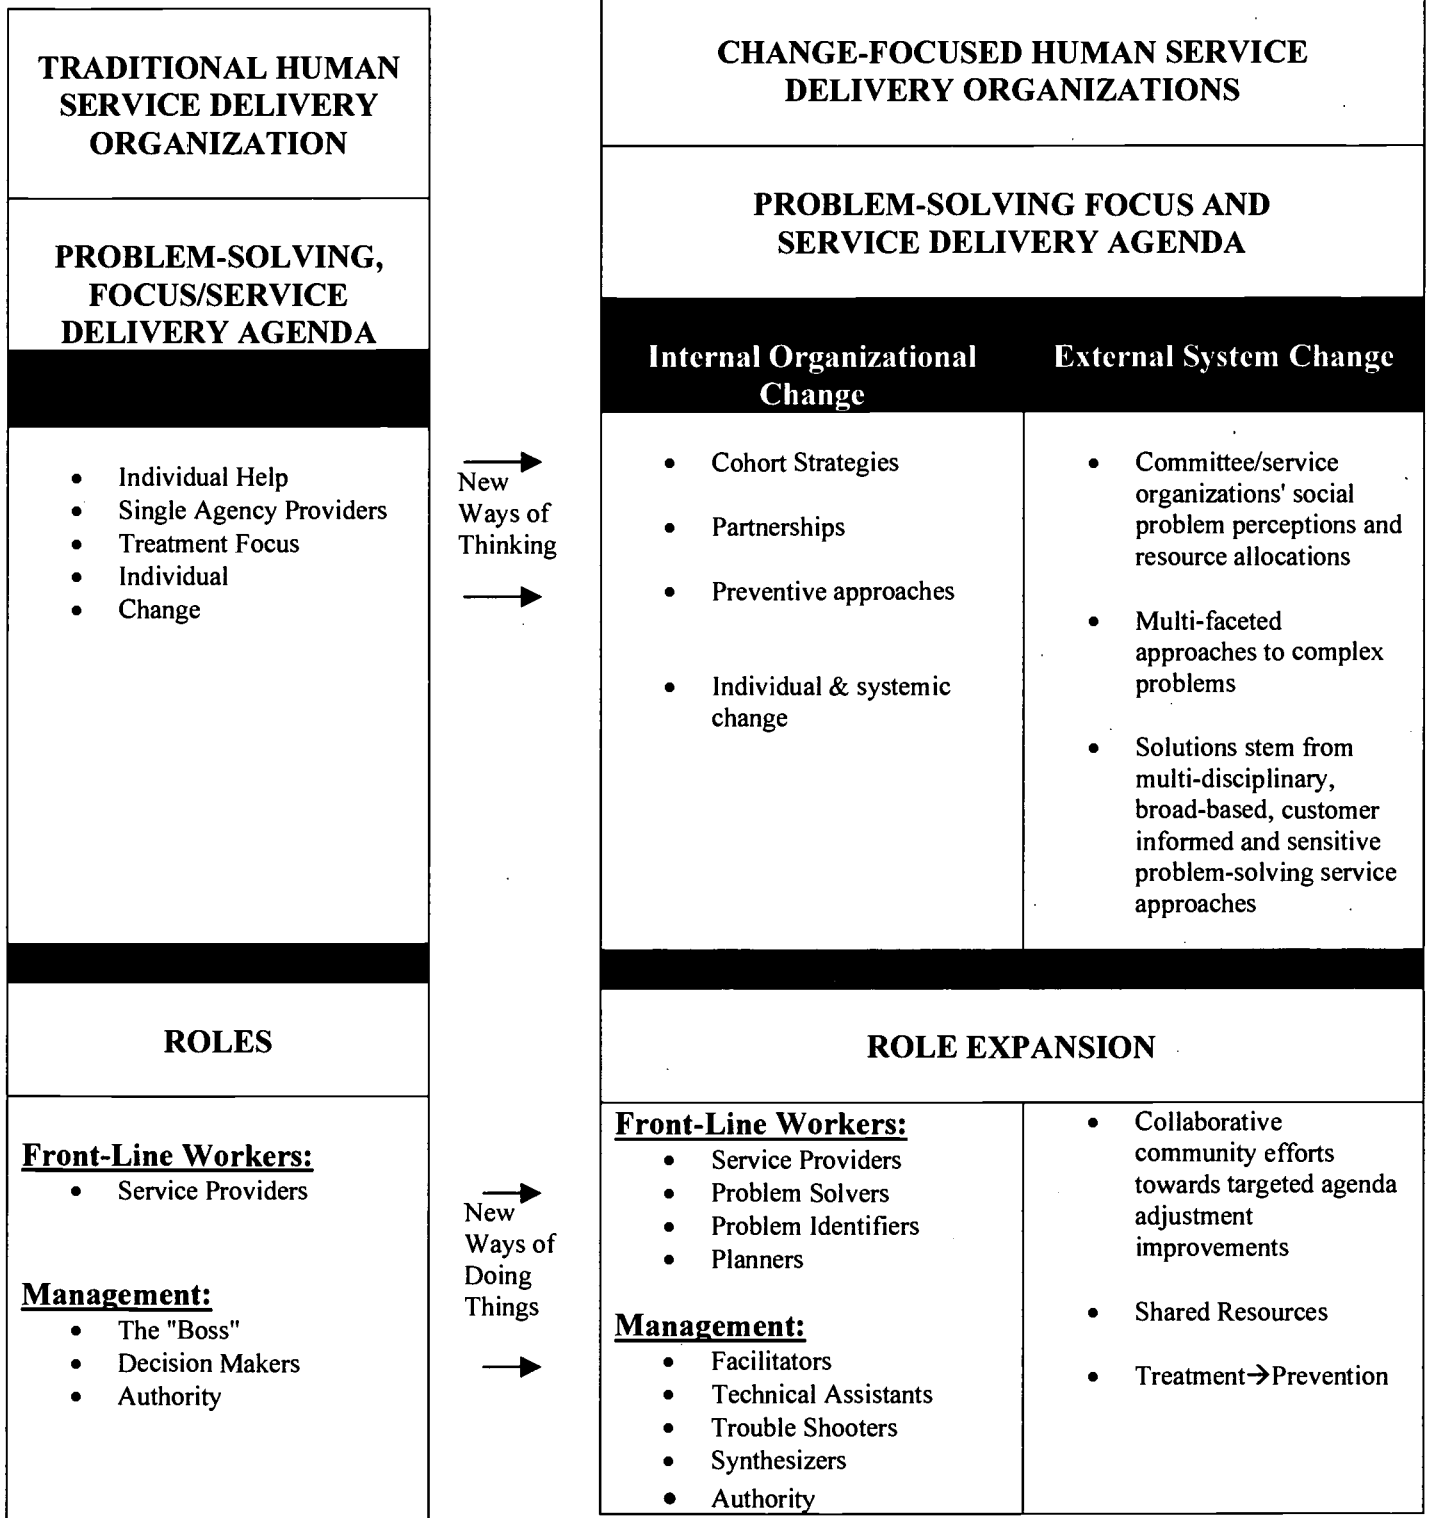 TRADITIONAL HUMAN
SERVICE DELIVERY
ORGANIZATION
PROBLEM-SOLVING,
FOCUS/SERVICE
DELIVERY AGENDA
• Individual Help
• Single Agency Providers
• Treatment Focus
• Individual
• Change
ROLES
Front-Line Workers:
• Service Providers
Management:
• The "Boss"
• Decision Makers
• Authority
New
Ways of
Thinking
New
Ways of
Doing
Things
CHANGE-FOCUSED HUMAN SERVICE
DELIVERY ORGANIZATIONS
PROBLEM-SOLVING FOCUS AND
SERVICE DELIVERY AGENDA
Internal Organizational
Change
• Cohort Strategies
• Partnerships
• Preventive approaches
• Individual & systemic
change
External System Change
• Committee/service
organizations' social
problem perceptions and
resource allocations
• Multi-faceted
approaches to complex
problems
• Solutions stem from
multi-disciplinary,
broad-based, customer
informed and sensitive
problem-solving service
approaches
ROLE EXPANSION
Front-Line Workers:
• Service Providers
• Problem Solvers
• Problem Identifiers
• Planners
Management:
• Facilitators
• Technical Assistants
• Trouble Shooters
• Synthesizers
• Authority
• Collaborative
community efforts
towards targeted agenda
adjustment
improvements
• Shared Resources
• Treatment→Prevention